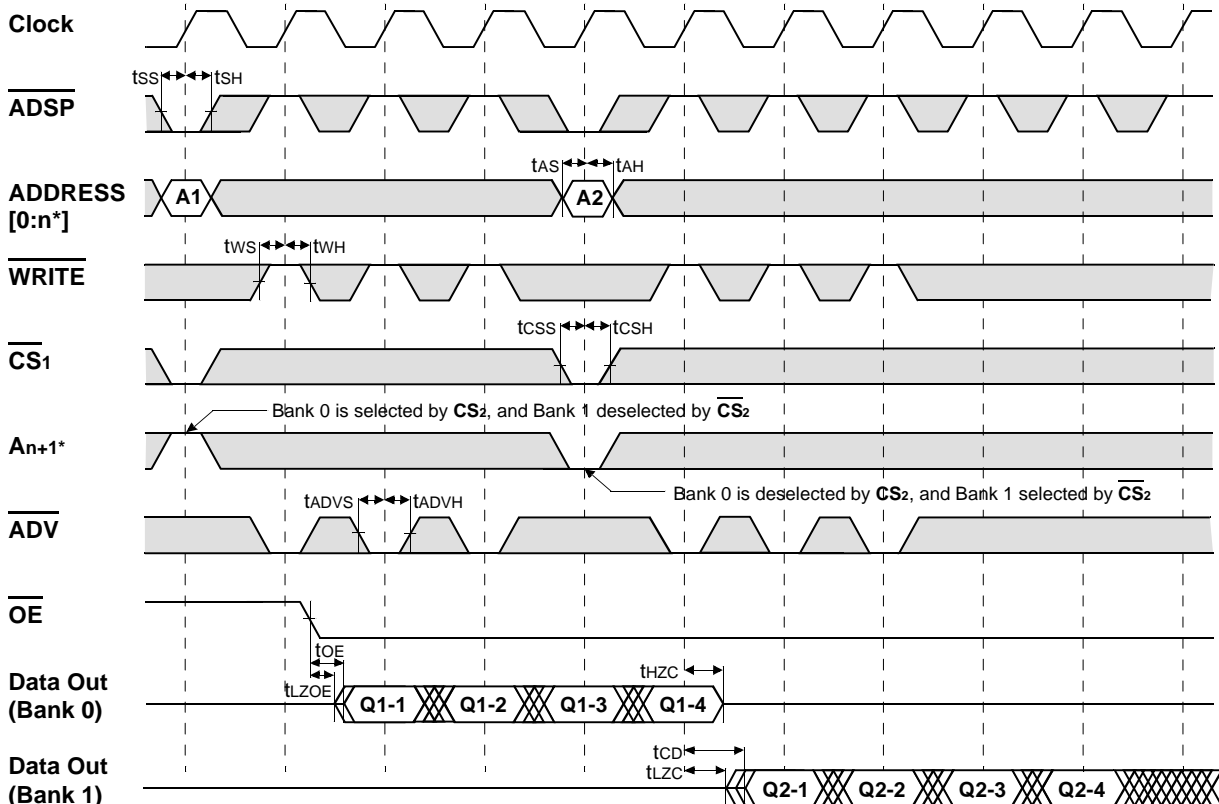 Clock
tSS tSH
ADSP
tAS tAH
ADDRESS
[0:n*]
A1 A2
tWS tWH
WRITE
tCSS tCSH
CS1
Bank 0 is selected by CS2, and Bank 1 deselected by CS2
An+1*
Bank 0 is deselected by CS2, and Bank 1 selected by CS2
tADVS tADVH
ADV
OE
tOE
tHZC
tLZOE
Data Out
(Bank 0)
Q1-1 Q1-2 Q1-3 Q1-4
tCD
tLZC
Data Out
(Bank 1)
Q2-1 Q2-2 Q2-3 Q2-4